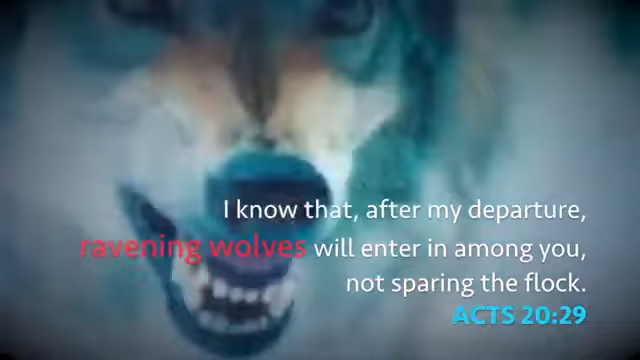 I know that, after my departure,
ravening wolves will enter in among you,
not sparing the flock.
ACTS 20:29